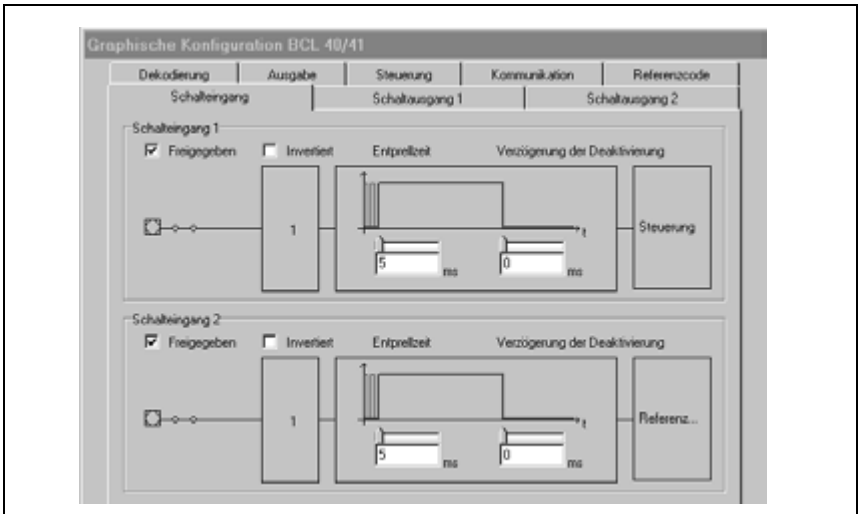 Graphische Konfiguration BCL 40/41
Dekodierung Ausgabe Steuerung Kommunikation Referenzcode
Schalteingang Schaltausgang 1 Schaltausgang 2
Schalteingang 1
Freigegeben Invertiert Entprellzeit Verzögerung der Deaktivierung
1 t Steuerung
5 ms 0 ms
Schalteingang 2
Freigegeben Invertiert Entprellzeit Verzögerung der Deaktivierung
1 t Referenz...
5 ms 0 ms